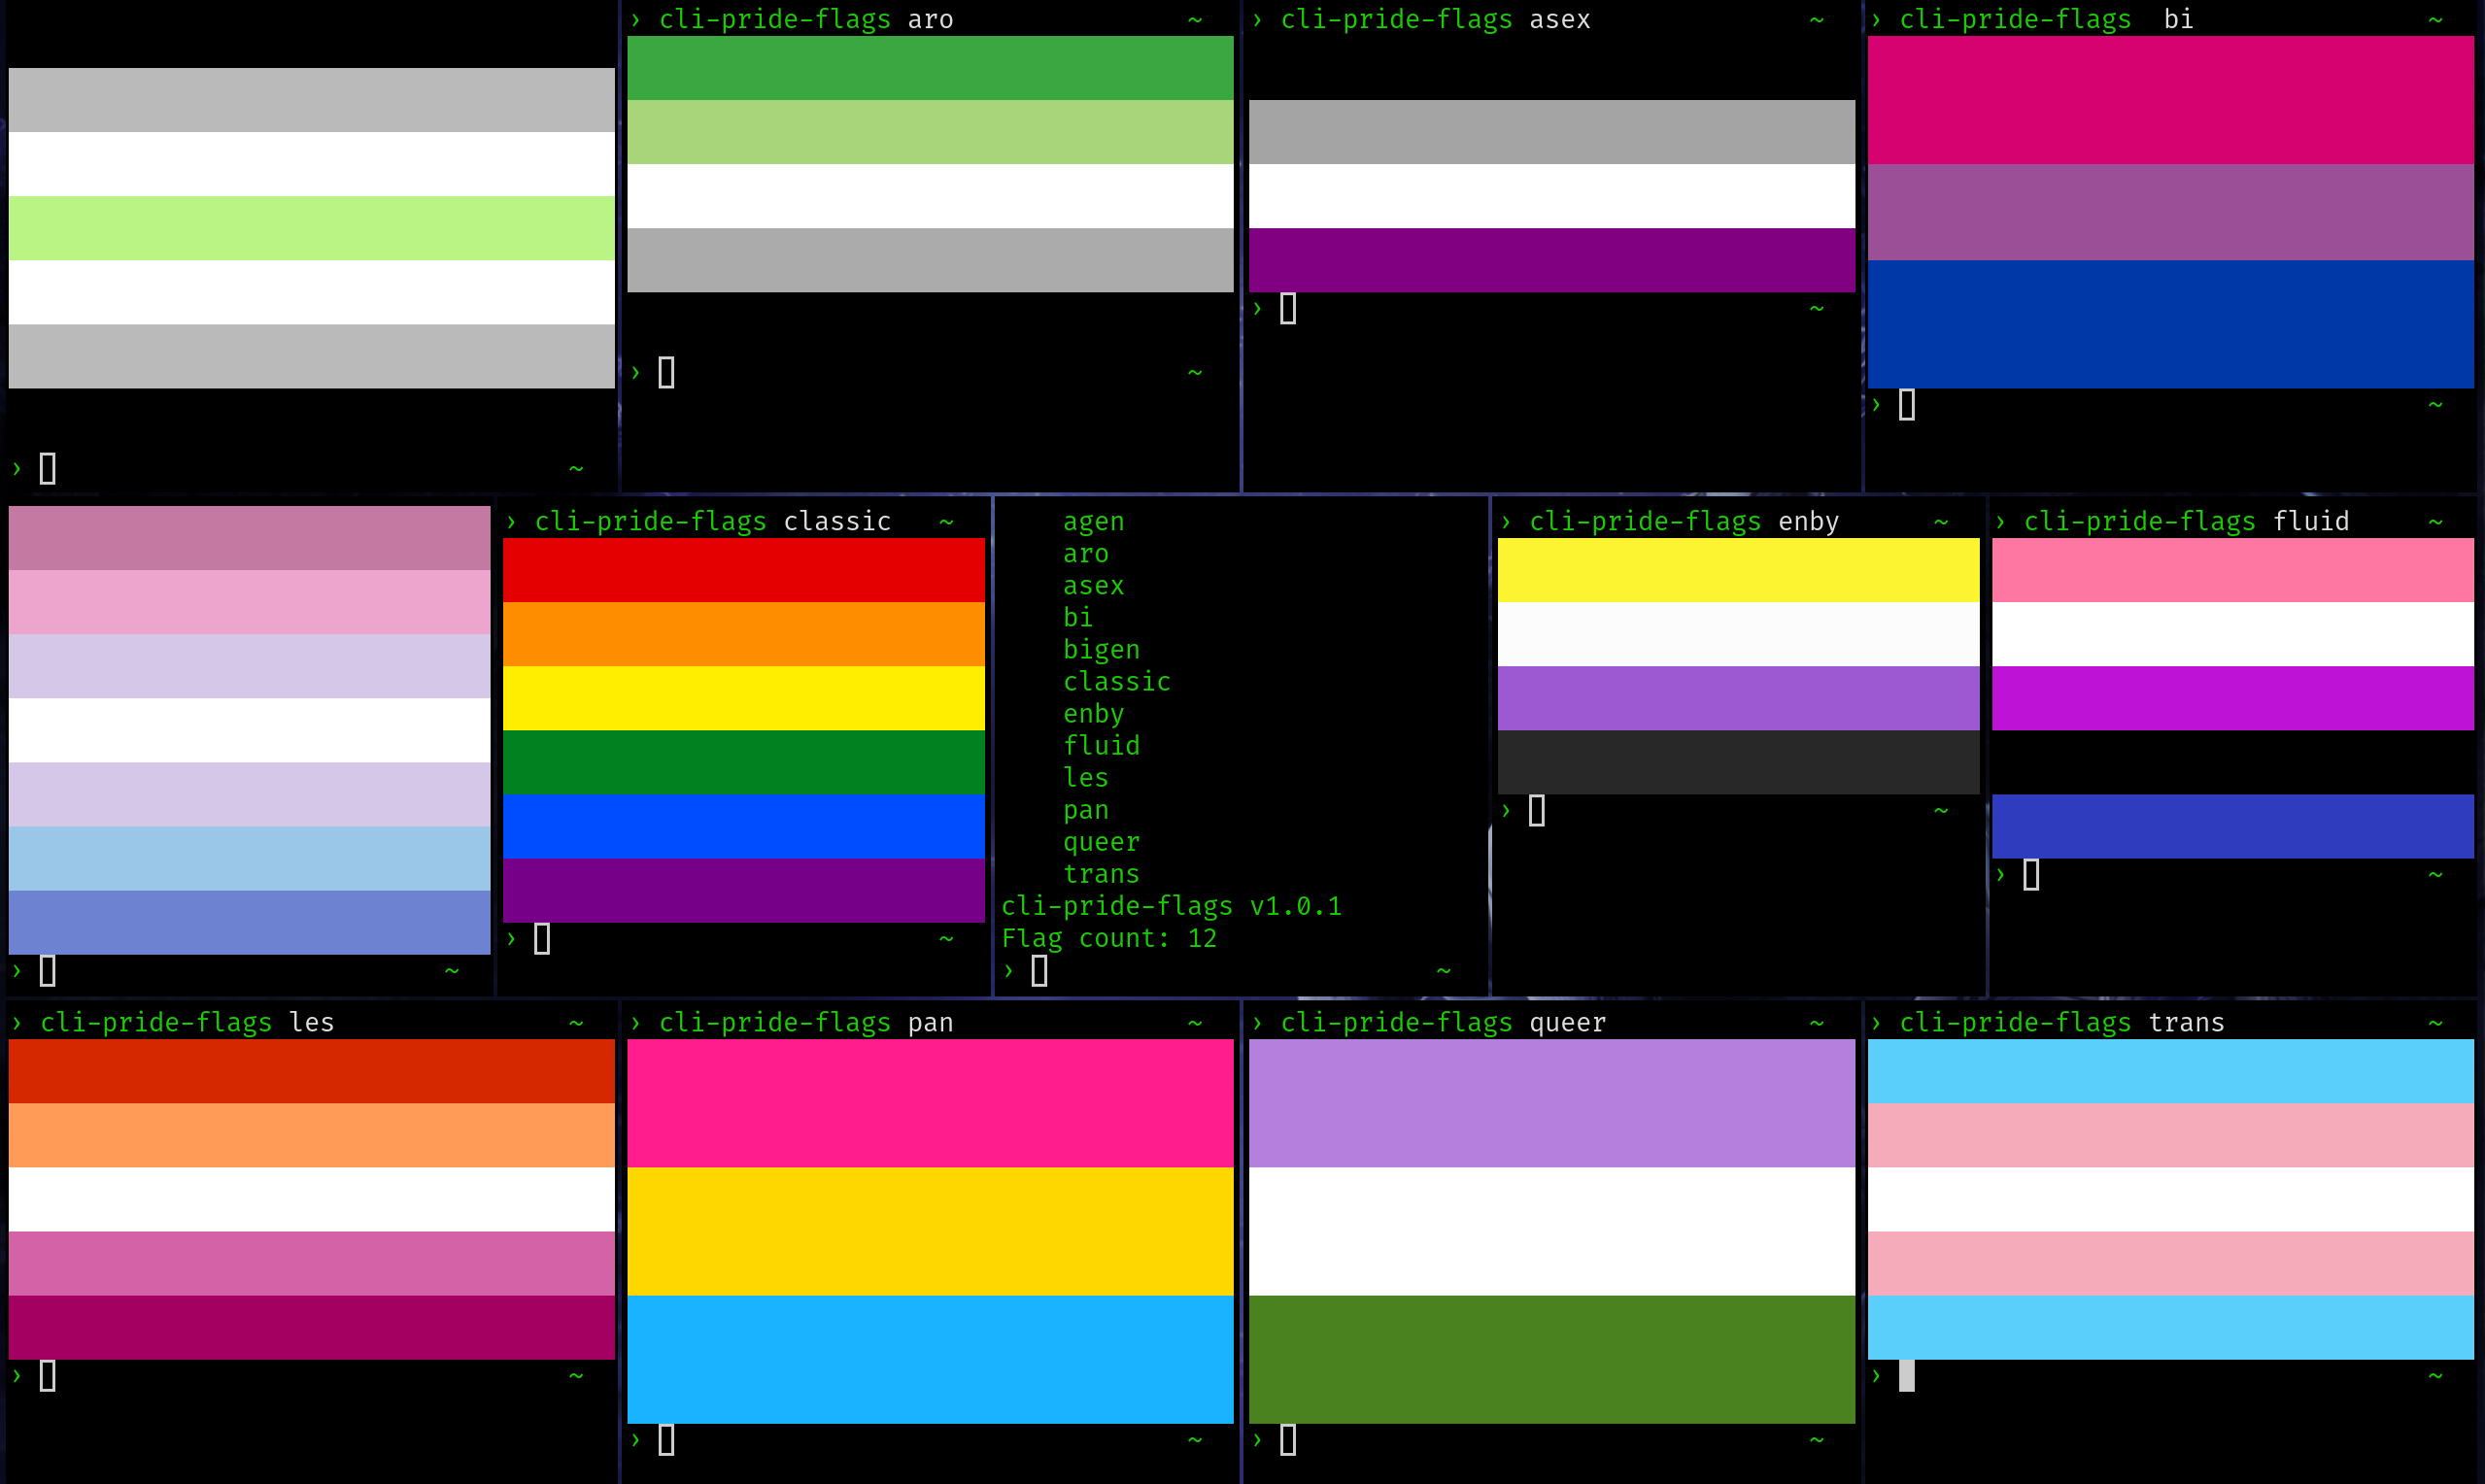 › cli-pride-flags aro ~
› cli-pride-flags asex ~
› cli-pride-flags  bi ~
› ~
› ~
› ~
› ~
› cli-pride-flags classic ~
agen
aro
asex
bi
bigen
classic
enby
fluid
les
pan
queer
trans
cli-pride-flags v1.0.1
Flag count: 12
› ~
› cli-pride-flags enby ~
› cli-pride-flags fluid ~
› ~
› ~
› ~
› ~
› cli-pride-flags les ~
› cli-pride-flags pan ~
› cli-pride-flags queer ~
› cli-pride-flags trans ~
› ~
› ~
› ~
› ~